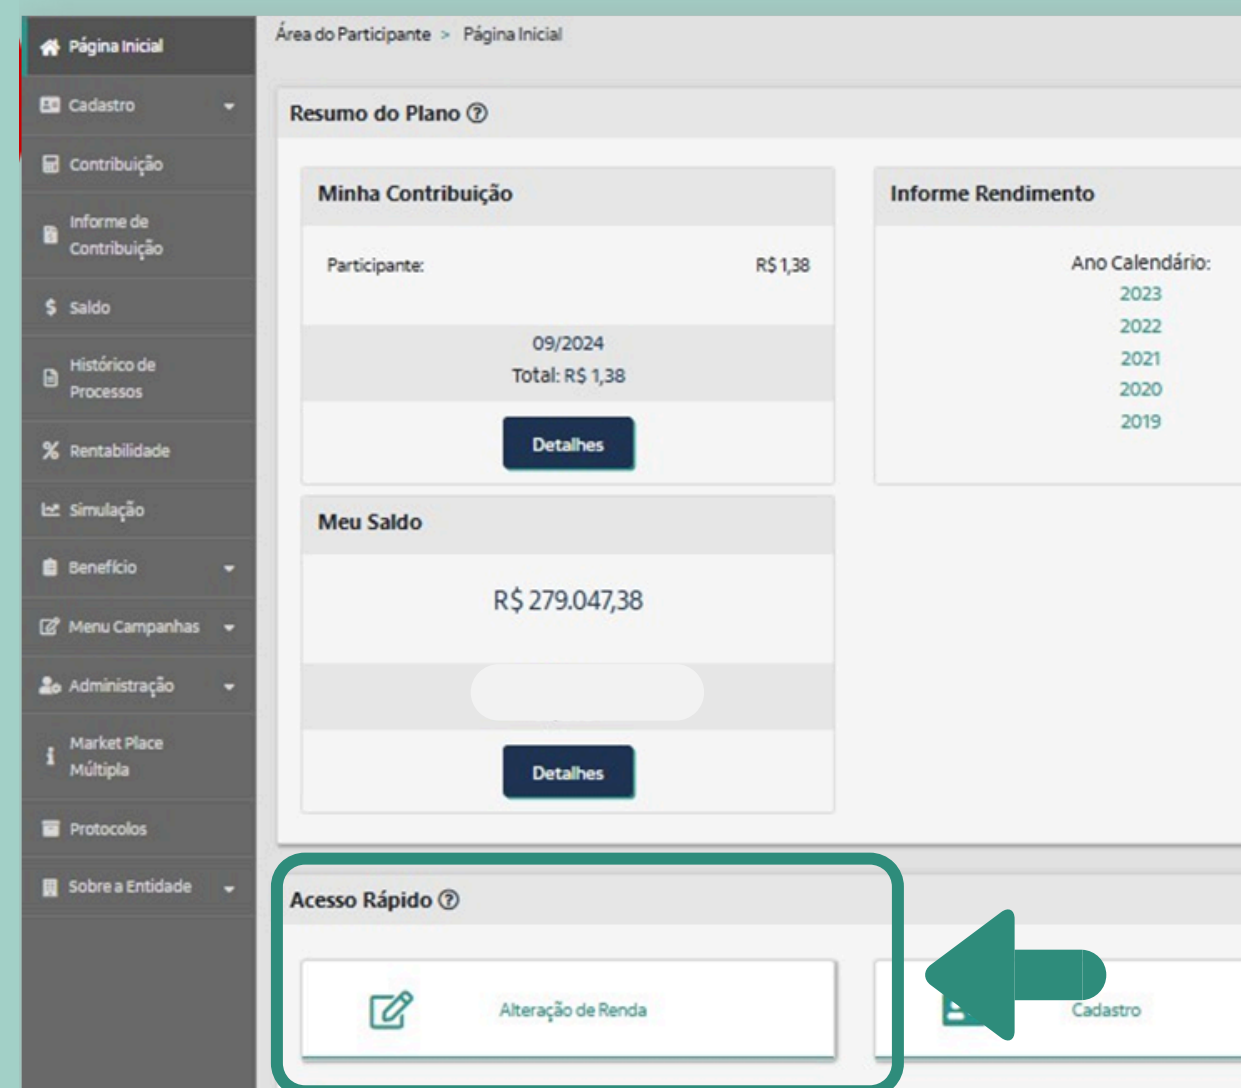 Página Inicial
Cadastro
Contribuição
Informe de
Contribuição
$ Saldo
Histórico de
Processos
% Rentabilidade
Simulação
Benefício
Menu Campanhas
Administração
Market Place
Múltipla
Protocolos
Sobre a Entidade
Área do Participante > Página Inicial
Resumo do Plano ?
Minha Contribuição
Participante: R$ 1,38
09/2024
Total: R$ 1,38
Detalhes
Informe Rendimento
Ano Calendário:
2023
2022
2021
2020
2019
Meu Saldo
R$ 279.047,38
Detalhes
Acesso Rápido ?
Alteração de Renda
Cadastro